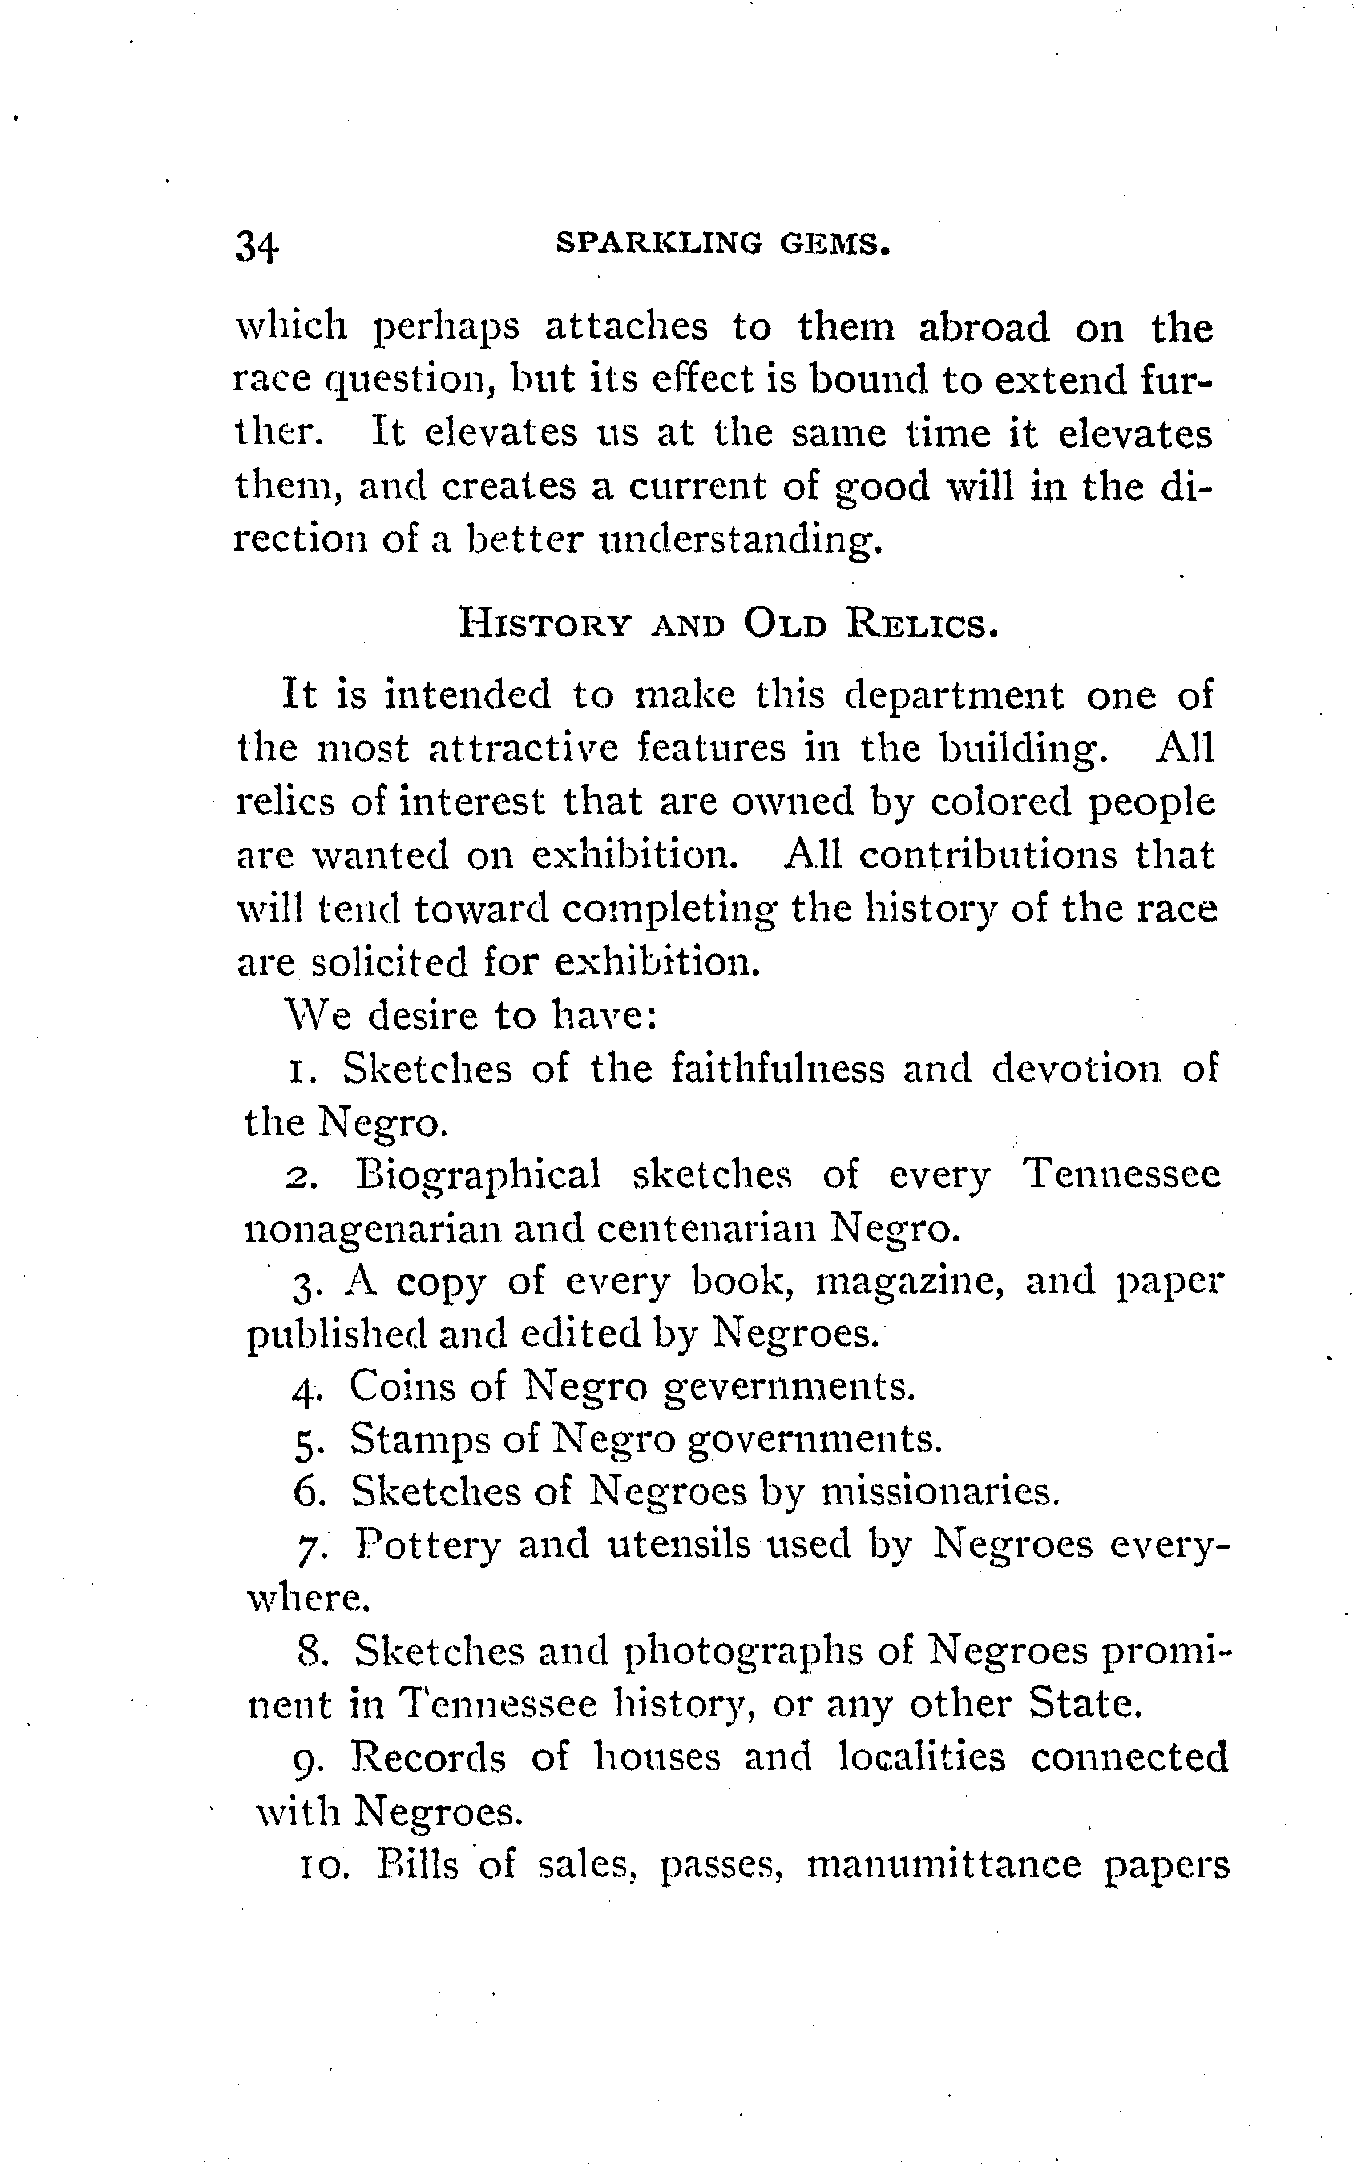 34 SPARKLING GEMS.
which perhaps attaches to them abroad on the
race question, but its effect is bound to extend fur-
ther. It elevates us at the same time it elevates
them, and creates a current of good will in the di-
rection of a better understanding.
HISTORY AND OLD RELICS.
It is intended to make this department one of
the most attractive features in the building. All
relics of interest that are owned by colored people
are wanted on exhibition. All contributions that
will tend toward completing the history of the race
are solicited for exhibition.
We desire to have:
1. Sketches of the faithfulness and devotion of
the Negro.
2. Biographical sketches of every Tennessee
nonagenarian and centenarian Negro.
3. A copy of every book, magazine, and paper
published and edited by Negroes.
4. Coins of Negro gevernments.
5. Stamps of Negro governments.
6. Sketches of Negroes by missionaries.
7. Pottery and utensils used by Negroes every-
where.
8. Sketches and photographs of Negroes promi-
nent in Tennessee history, or any other State.
9. Records of houses and localities connected
with Negroes.
10. Bills of sales, passes, manumittance papers